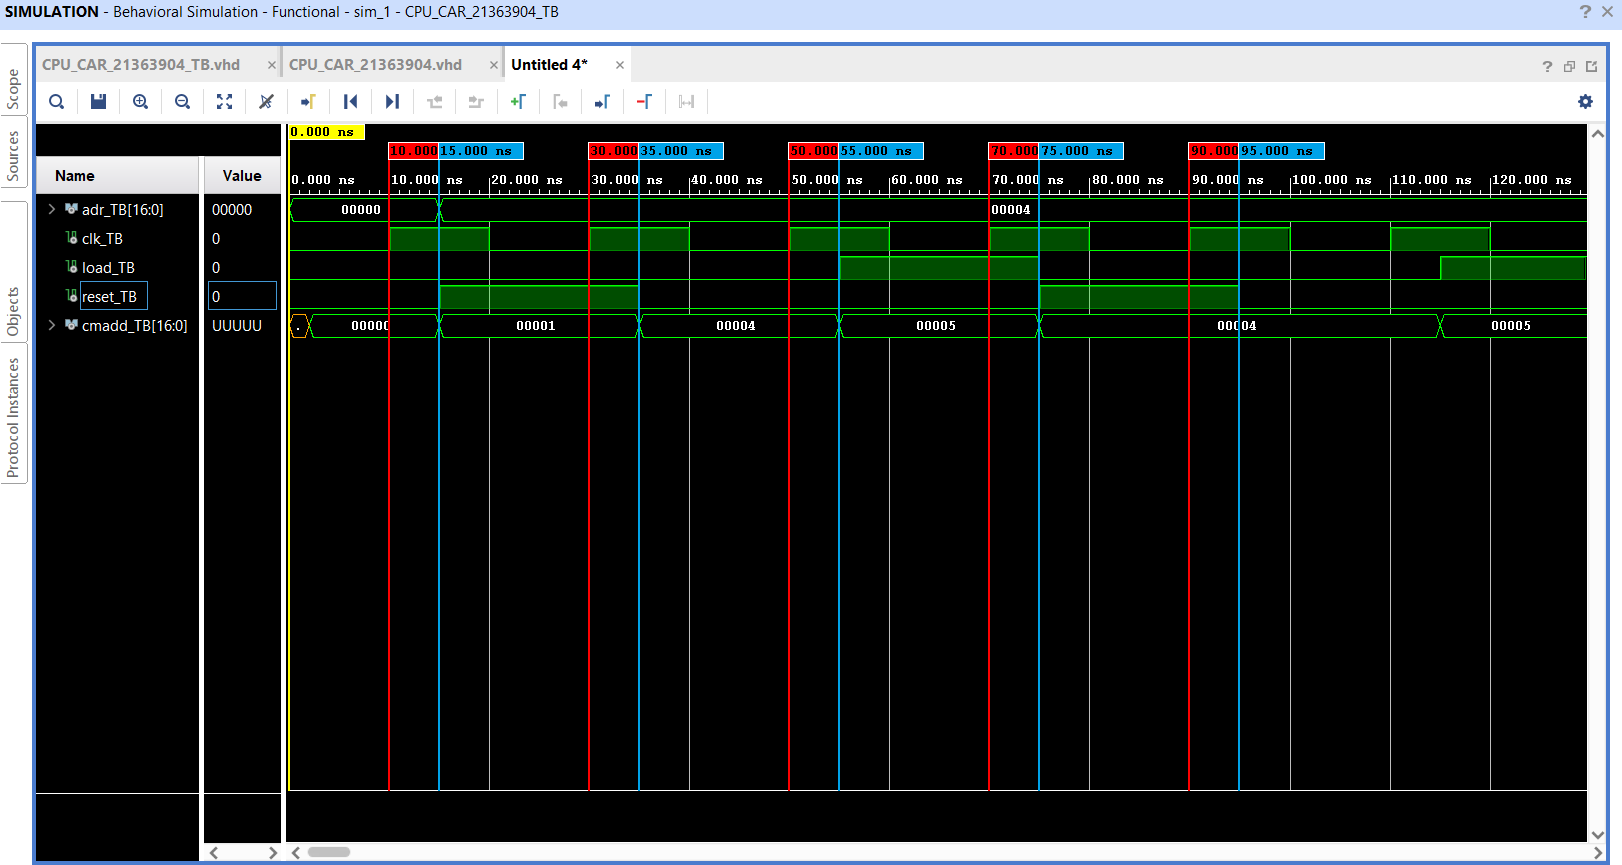 SIMULATION - Behavioral Simulation - Functional - sim_1 - CPU_CAR_21363904_TB
Scope
Sources
Objects
Protocol Instances
CPU_CAR_21363904_TB.vhd
CPU_CAR_21363904.vhd
Untitled 4*
0.000 ns
10.000 15.000 ns 30.000 35.000 ns 50.000 55.000 ns 70.000 75.000 ns 90.000 95.000 ns
Name Value
0.000 ns 10.000 ns 20.000 ns 30.000 ns 40.000 ns 50.000 ns 60.000 ns 70.000 ns 80.000 ns 90.000 ns 100.000 ns 110.000 ns 120.000 ns
adr_TB[16:0] 00000 00000 00004
clk_TB 0
load_TB 0
reset_TB 0
cmadd_TB[16:0] UUUUU . 00000 00001 00004 00005 00004 00005